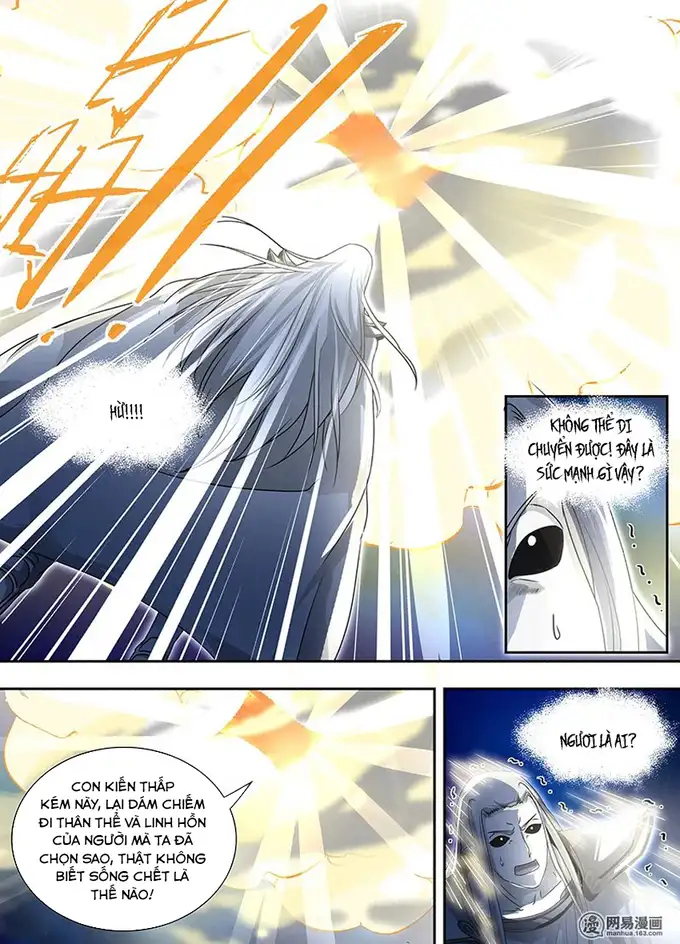 HỪ!!!!
KHÔNG THỂ DI
CHUYỂN ĐƯỢC! ĐÂY LÀ
SỨC MẠNH GÌ VẬY?
CON KIẾN THẤP
KÉM NÀY, LẠI DÁM CHIẾM
ĐI THÂN THỂ VÀ LINH HỒN
CỦA NGƯỜI MÀ TA ĐÃ
CHỌN SAO, THẬT KHÔNG
BIẾT SỐNG CHẾT LÀ
THẾ NÀO!
NGƯƠI LÀ AI?
网易漫画
manhua.163.com